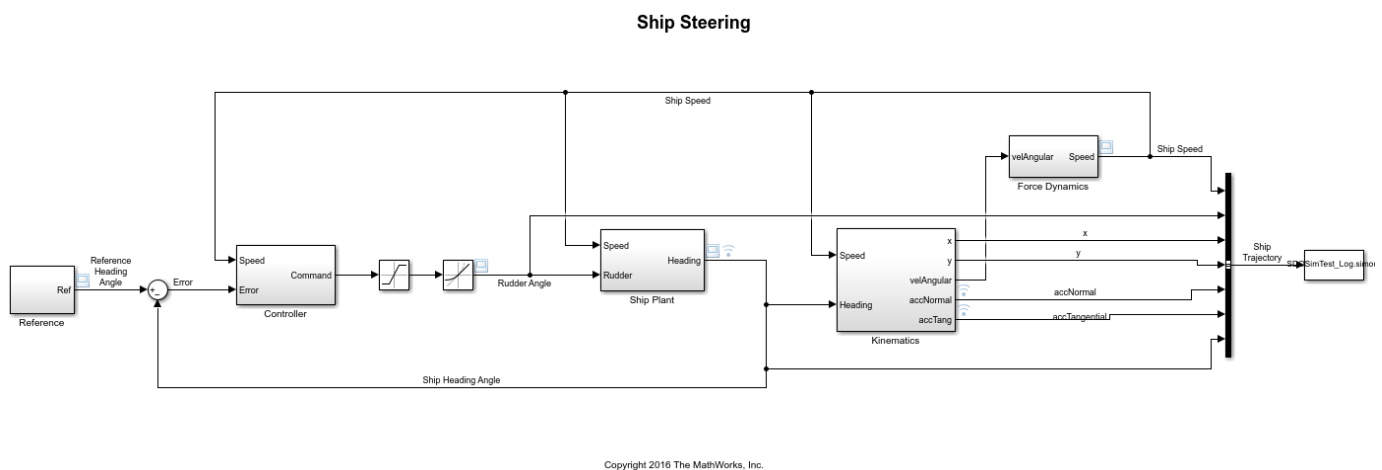 Ship Steering
Ship Speed
velAngular
Speed
Ship Speed
Force Dynamics
Reference
Heading
Angle
Ref
Reference
Error
Speed
Error
Command
Controller
Rudder Angle
Speed
Rudder
Heading
Ship Plant
Speed
Heading
x
y
velAngular
accNormal
accTang
Kinematics
x
y
accNormal
accTangential
Ship
Trajectory
Ship Heading Angle
Copyright 2016 The MathWorks, Inc.